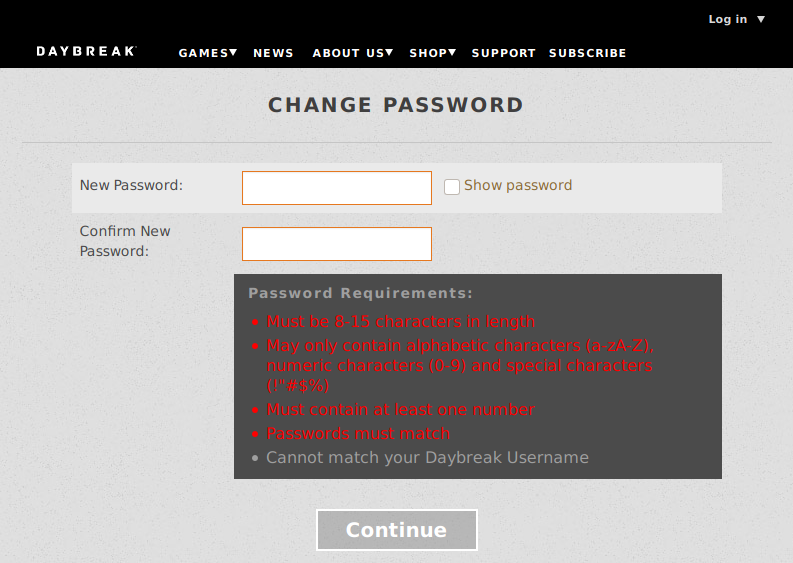 Log in ▼
DAYBREAK
GAMES▼ NEWS ABOUT US▼ SHOP▼ SUPPORT SUBSCRIBE
CHANGE PASSWORD
New Password:
Show password
Confirm New
Password:
Password Requirements:
• Must be 8-15 characters in length
• May only contain alphabetic characters (a-zA-Z),
numeric characters (0-9) and special characters
(!"#$%)
• Must contain at least one number
• Passwords must match
• Cannot match your Daybreak Username
Continue